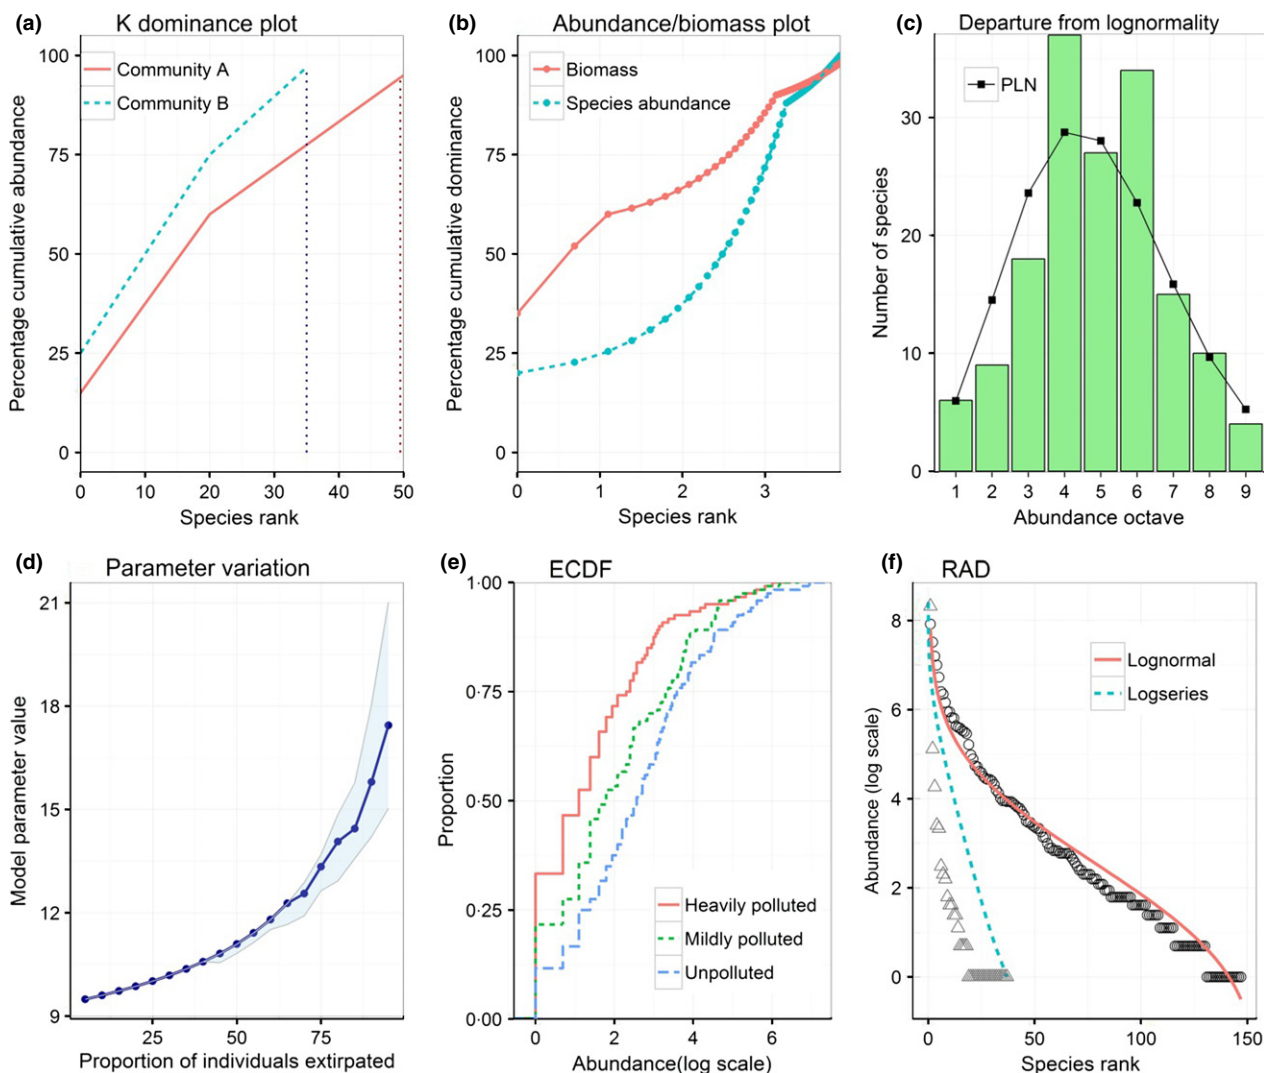 (a) K dominance plot
Percentage cumulative abundance
100
75
50
25
0
Community A
Community B
0 10 20 30 40 50
Species rank
(b) Abundance/biomass plot
Percentage cumulative dominance
100
75
50
25
0
Biomass
Species abundance
0 1 2 3
Species rank
(c) Departure from lognormality
Number of species
30
20
10
0
PLN
1 2 3 4 5 6 7 8 9
Abundance octave
(d) Parameter variation
Model parameter value
21
18
15
12
9
25 50 75
Proportion of individuals extirpated
(e) ECDF
Proportion
1·00
0·75
0·50
0·25
0·00
Heavily polluted
Mildly polluted
Unpolluted
0 2 4 6
Abundance(log scale)
(f) RAD
Abundance (log scale)
8
6
4
2
0
Lognormal
Logseries
0 50 100 150
Species rank